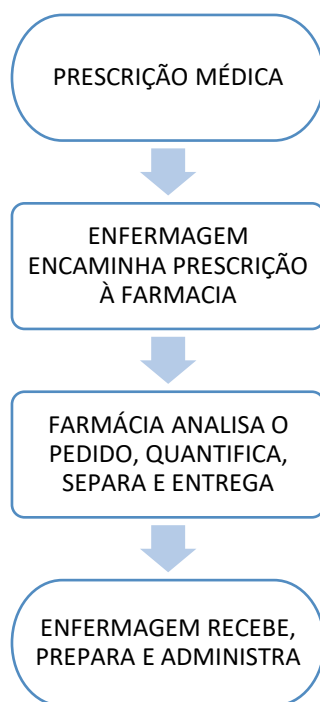 PRESCRIÇÃO MÉDICA
ENFERMAGEM
ENCAMINHA PRESCRIÇÃO
À FARMACIA
FARMÁCIA ANALISA O
PEDIDO, QUANTIFICA,
SEPARA E ENTREGA
ENFERMAGEM RECEBE,
PREPARA E ADMINISTRA